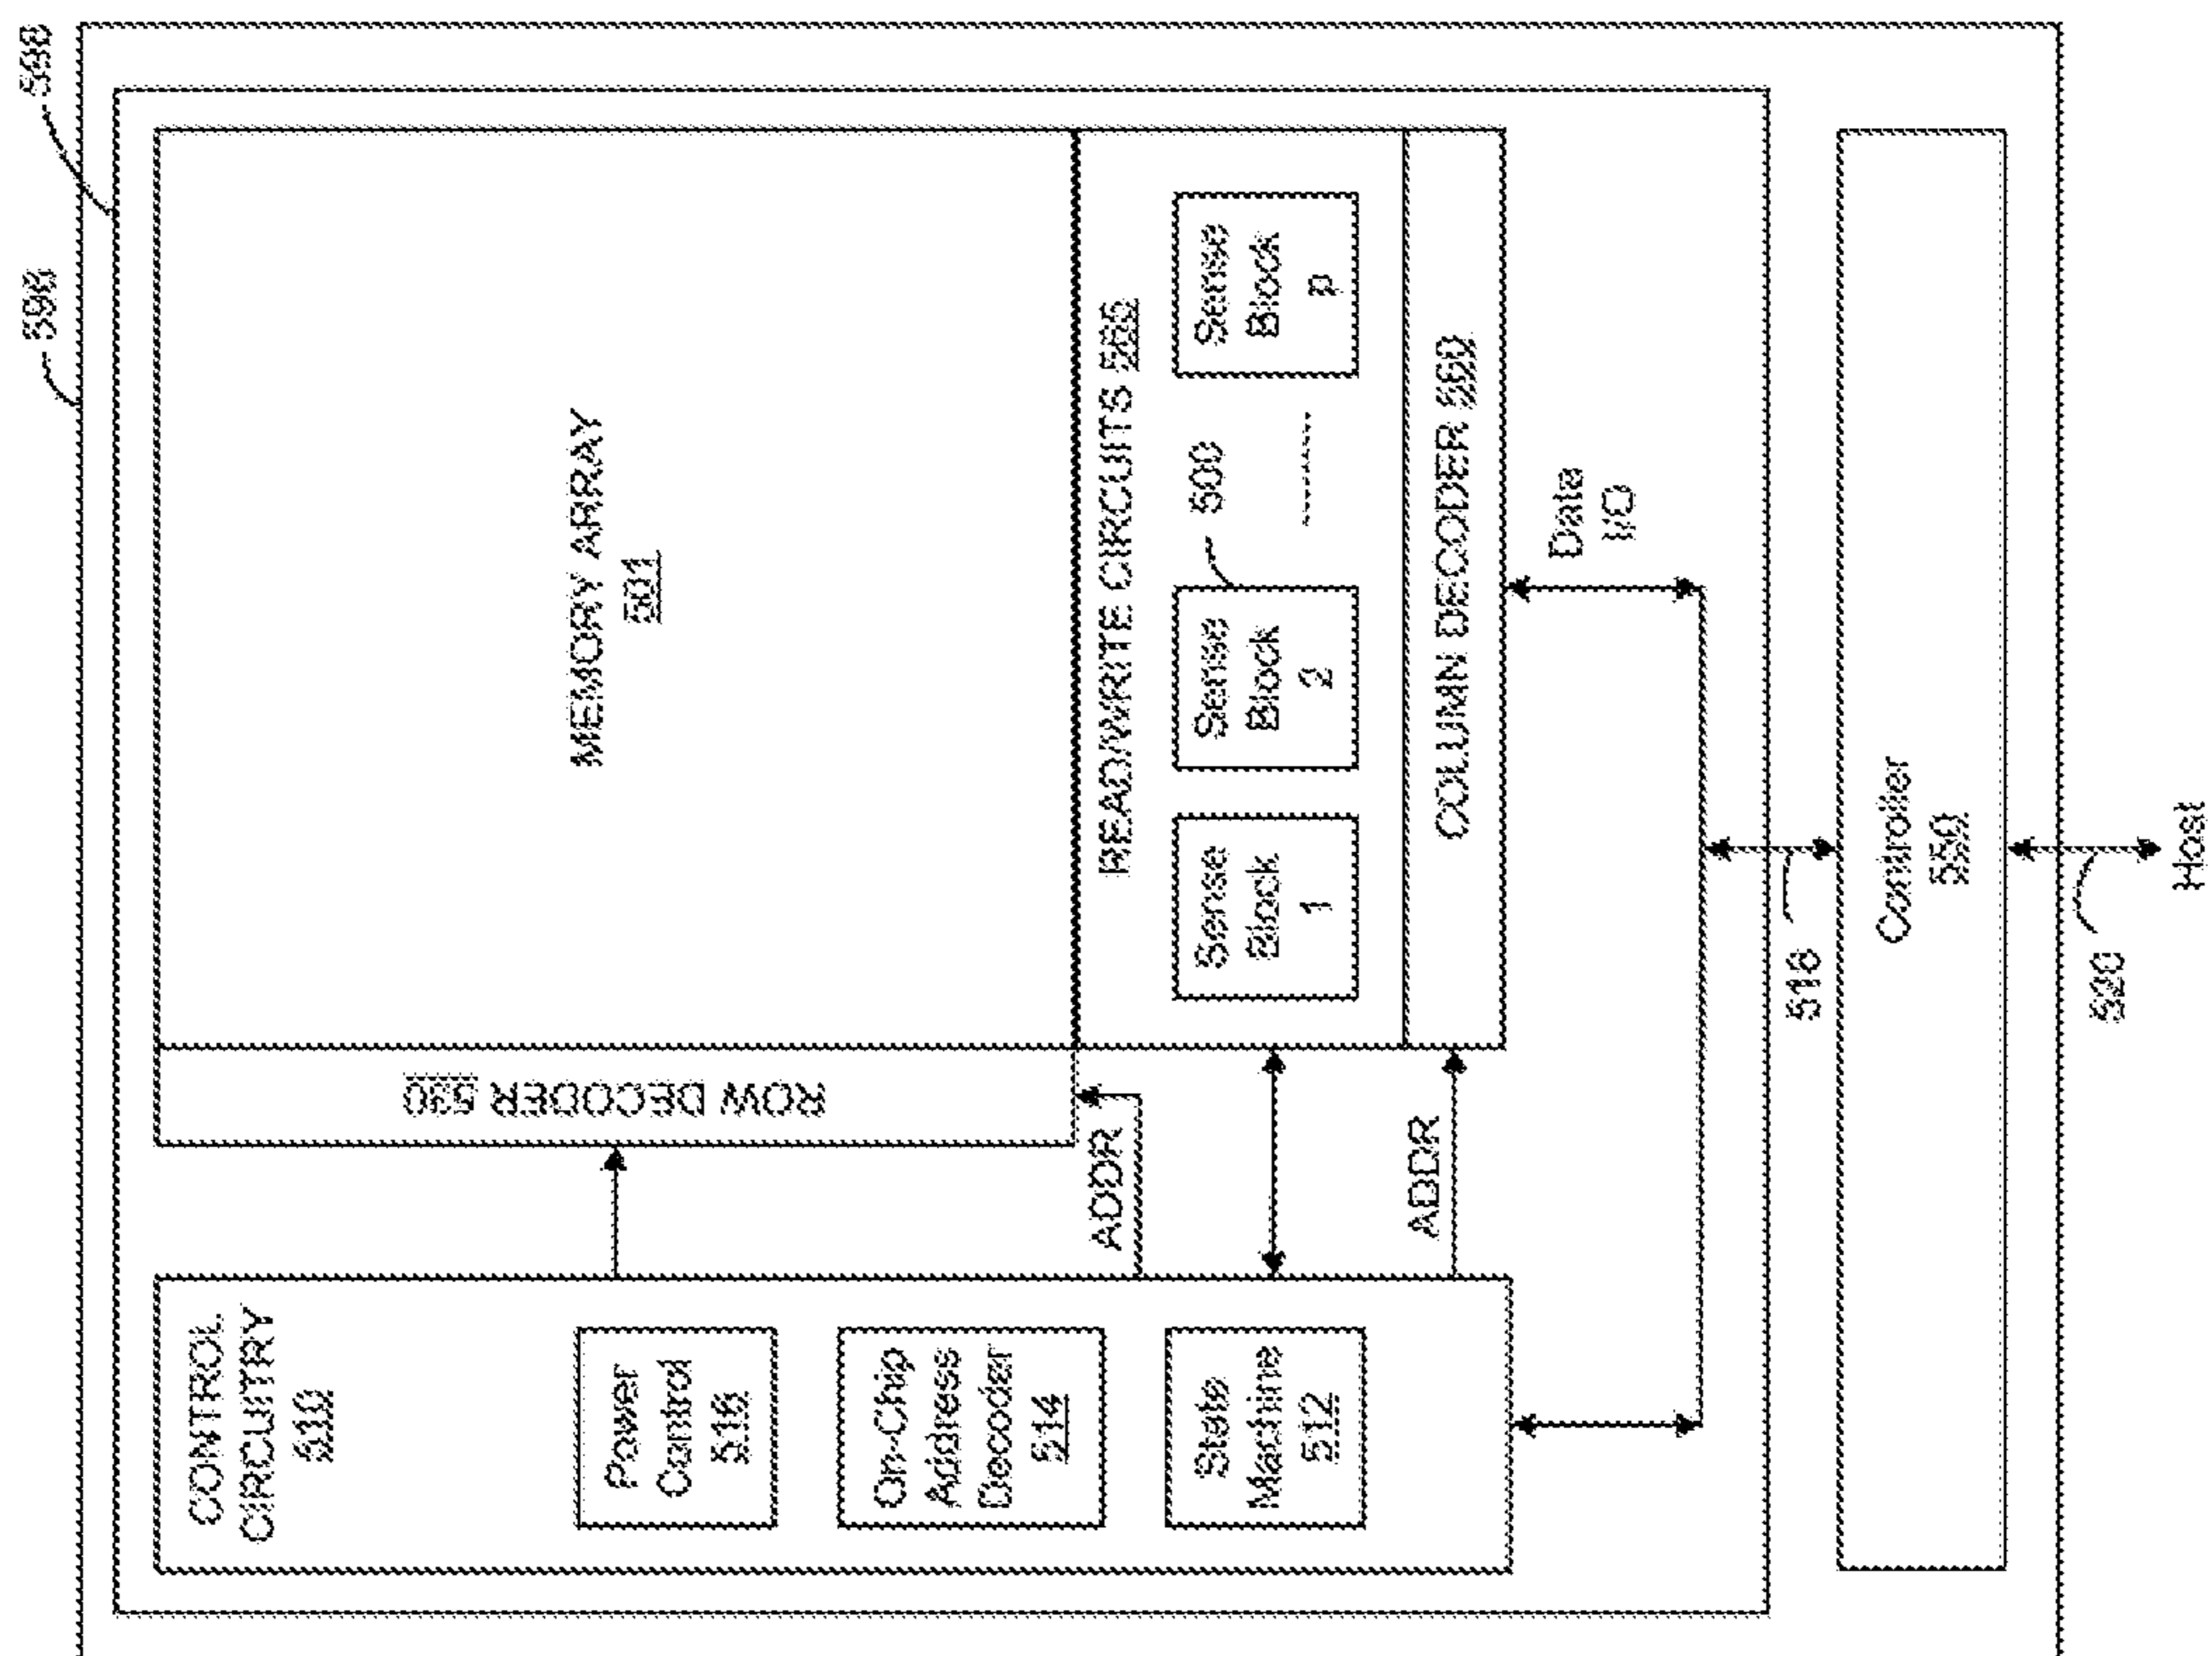 596
598
CONTROL
CIRCUITRY
510
Power
Control
516
On-Chip
Address
Decoder
514
State
Machine
512
ROW DECODER 530
ADDR
ADDR
MEMORY ARRAY
501
READ/WRITE CIRCUITS 565
Sense
Block
1
Sense
Block
2
500
Sense
Block
p
COLUMN DECODER 560
Data
I/O
518
Controller
550
520
Host